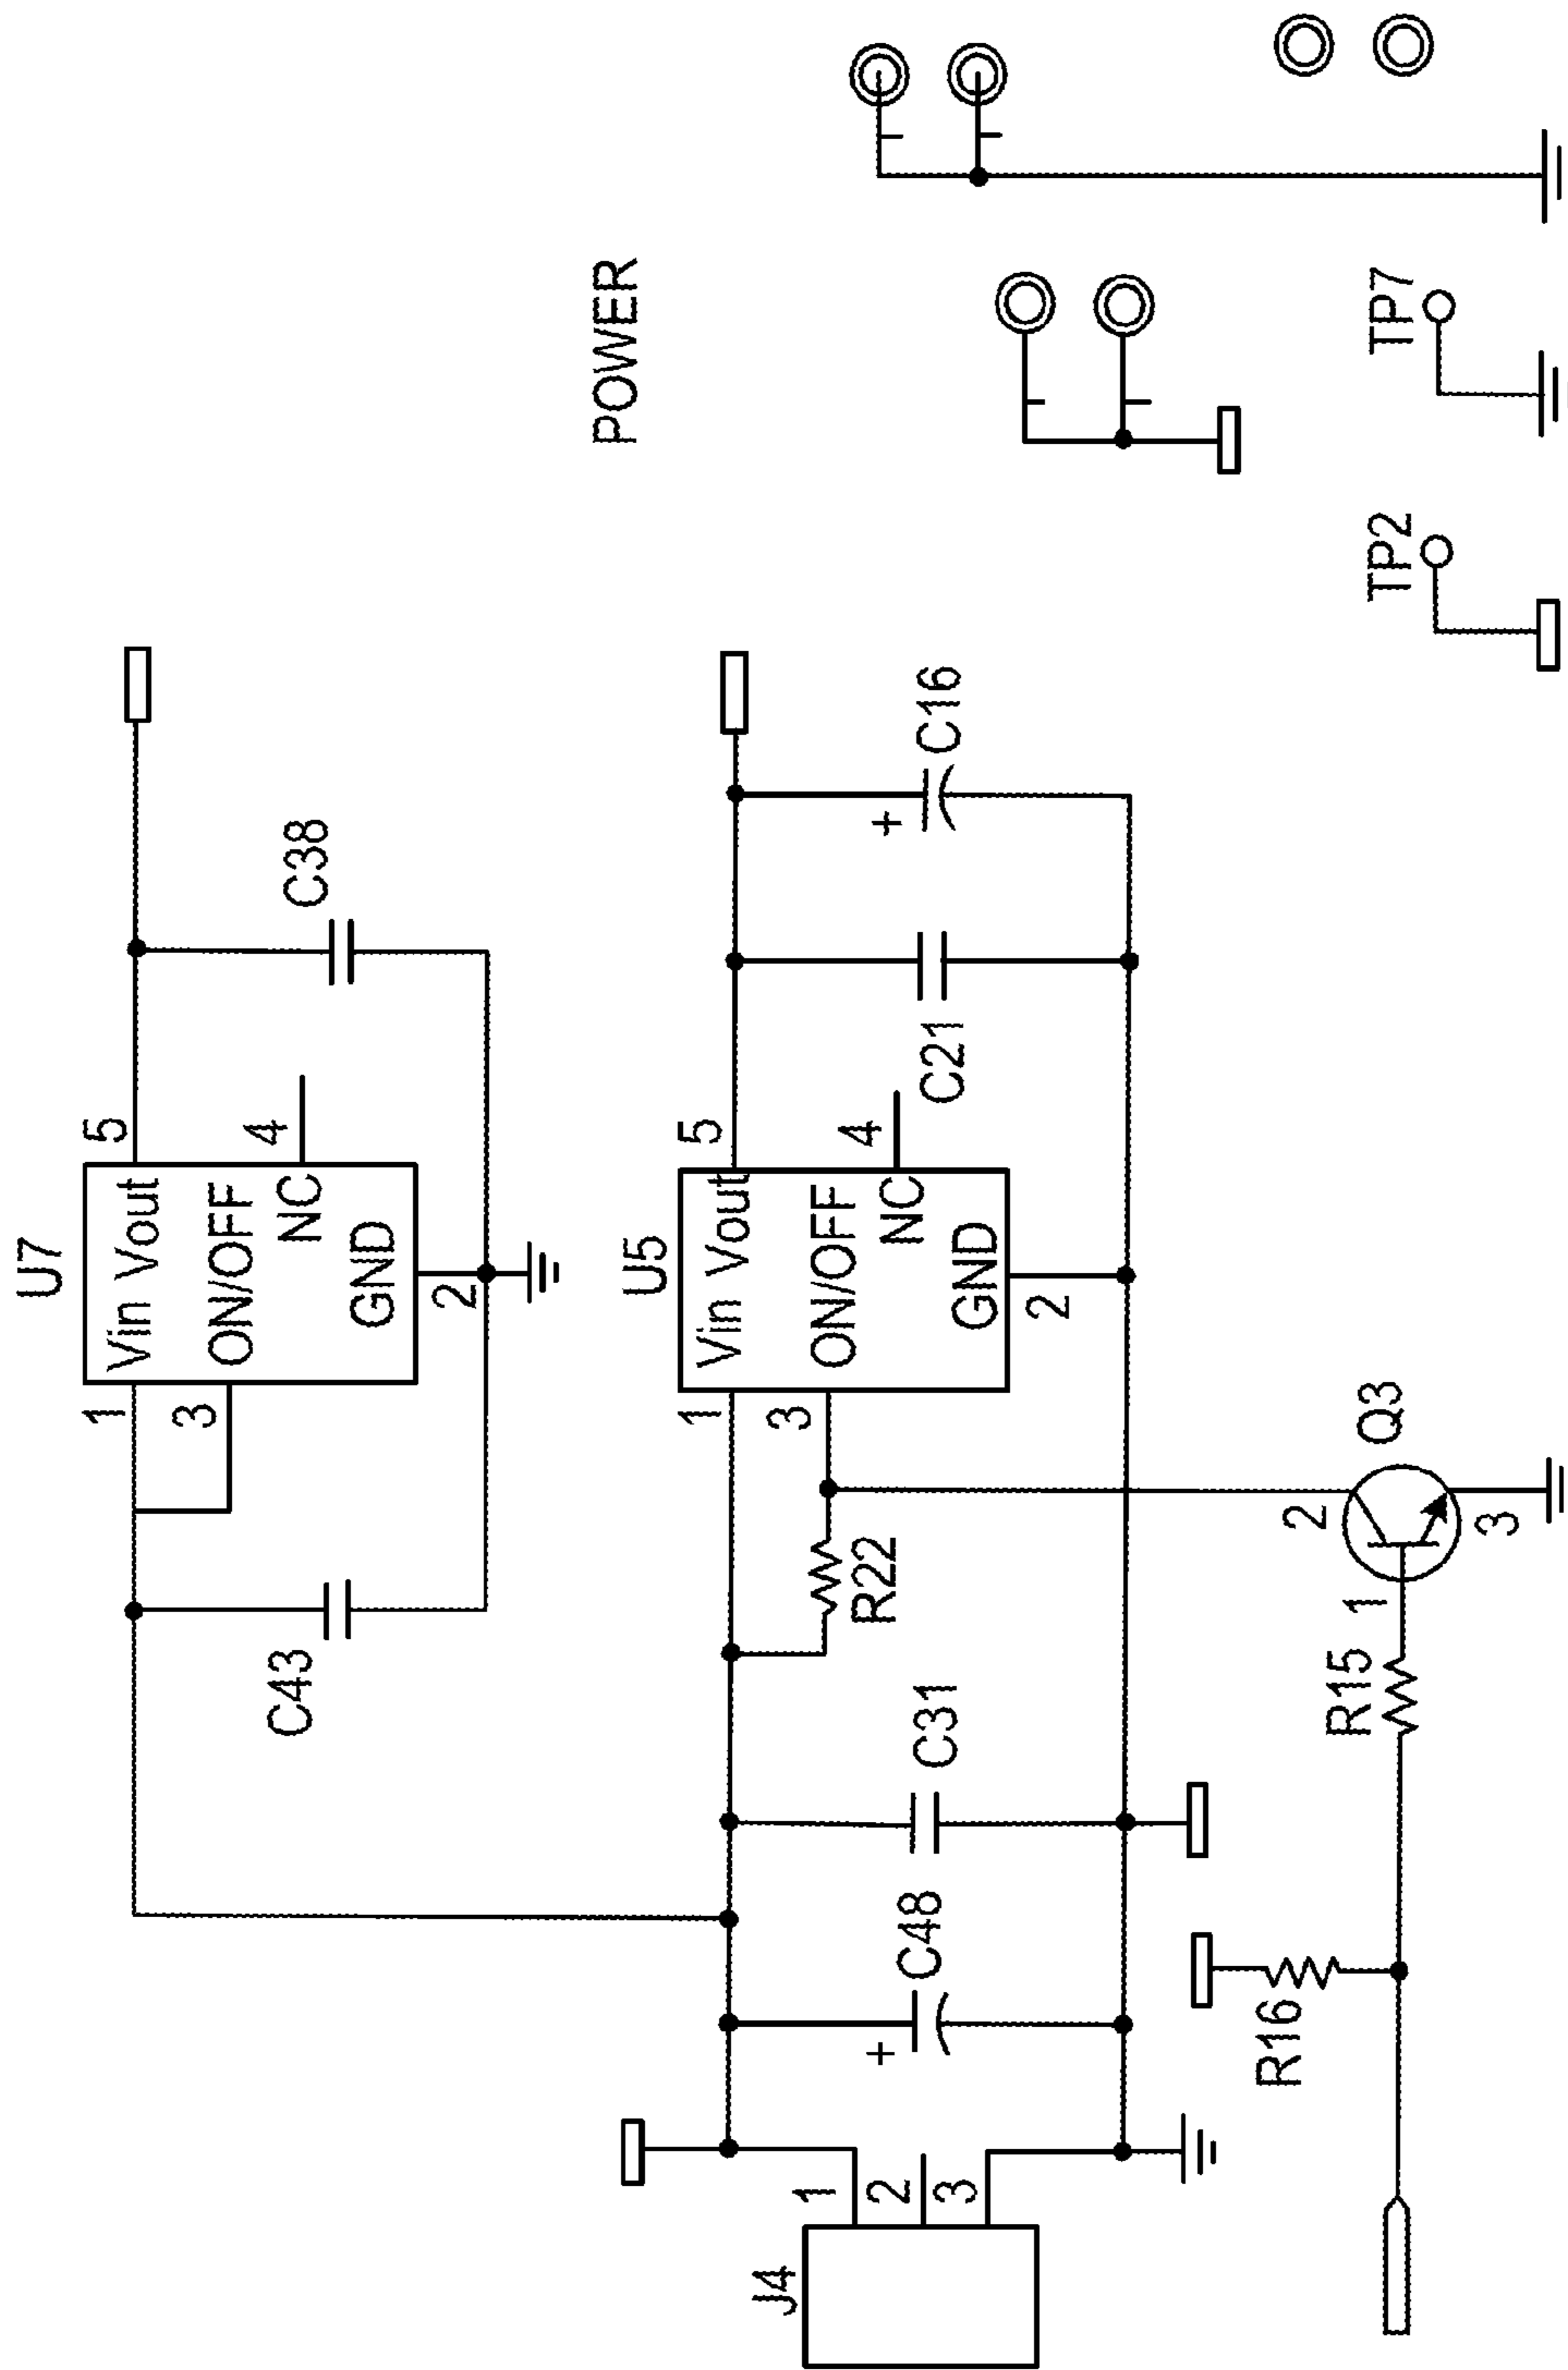 U7
Vin Vout
ON/OFF
NC
GND
1
3
5
4
2
C43
C38
U5
Vin Vout
ON/OFF
NC
GND
1
3
5
4
2
R22
C21
+
C16
C31
+
C48
J4
1
2
3
R16
R15
1
2
3
Q3
POWER
TP2
TP7